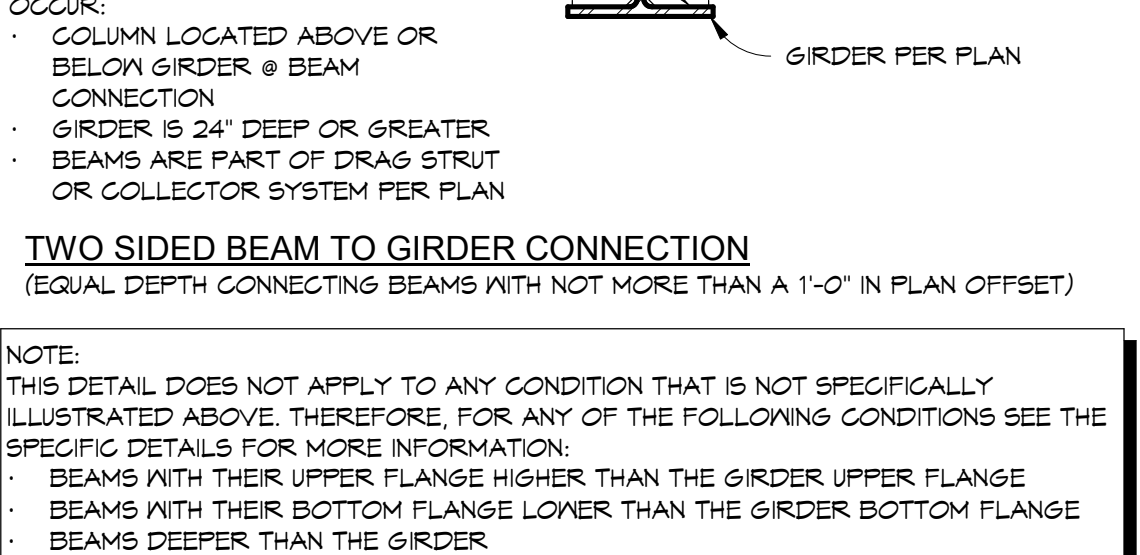 OCCUR:
· COLUMN LOCATED ABOVE OR
BELOW GIRDER @ BEAM
CONNECTION
· GIRDER IS 24" DEEP OR GREATER
· BEAMS ARE PART OF DRAG STRUT
OR COLLECTOR SYSTEM PER PLAN
GIRDER PER PLAN
TWO SIDED BEAM TO GIRDER CONNECTION
(EQUAL DEPTH CONNECTING BEAMS WITH NOT MORE THAN A 1'-0" IN PLAN OFFSET)
NOTE:
THIS DETAIL DOES NOT APPLY TO ANY CONDITION THAT IS NOT SPECIFICALLY
ILLUSTRATED ABOVE. THEREFORE, FOR ANY OF THE FOLLOWING CONDITIONS SEE THE
SPECIFIC DETAILS FOR MORE INFORMATION:
· BEAMS WITH THEIR UPPER FLANGE HIGHER THAN THE GIRDER UPPER FLANGE
· BEAMS WITH THEIR BOTTOM FLANGE LOWER THAN THE GIRDER BOTTOM FLANGE
· BEAMS DEEPER THAN THE GIRDER